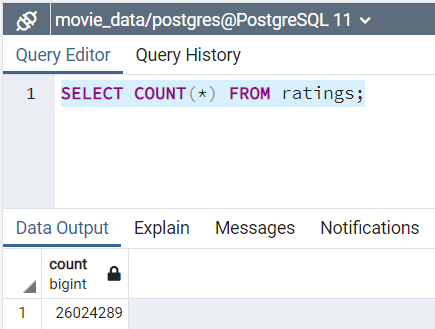 movie_data/postgres@PostgreSQL 11
Query Editor Query History
1 SELECT COUNT(*) FROM ratings;
Data Output Explain Messages Notifications
count
bigint
1 26024289